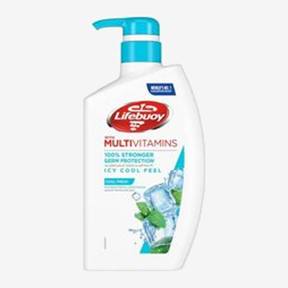 WORLD'S NO. 1
Lifebuoy
WITH
MULTIVITAMINS
100% STRONGER
GERM PROTECTION
ICY COOL FEEL
COOL FRESH